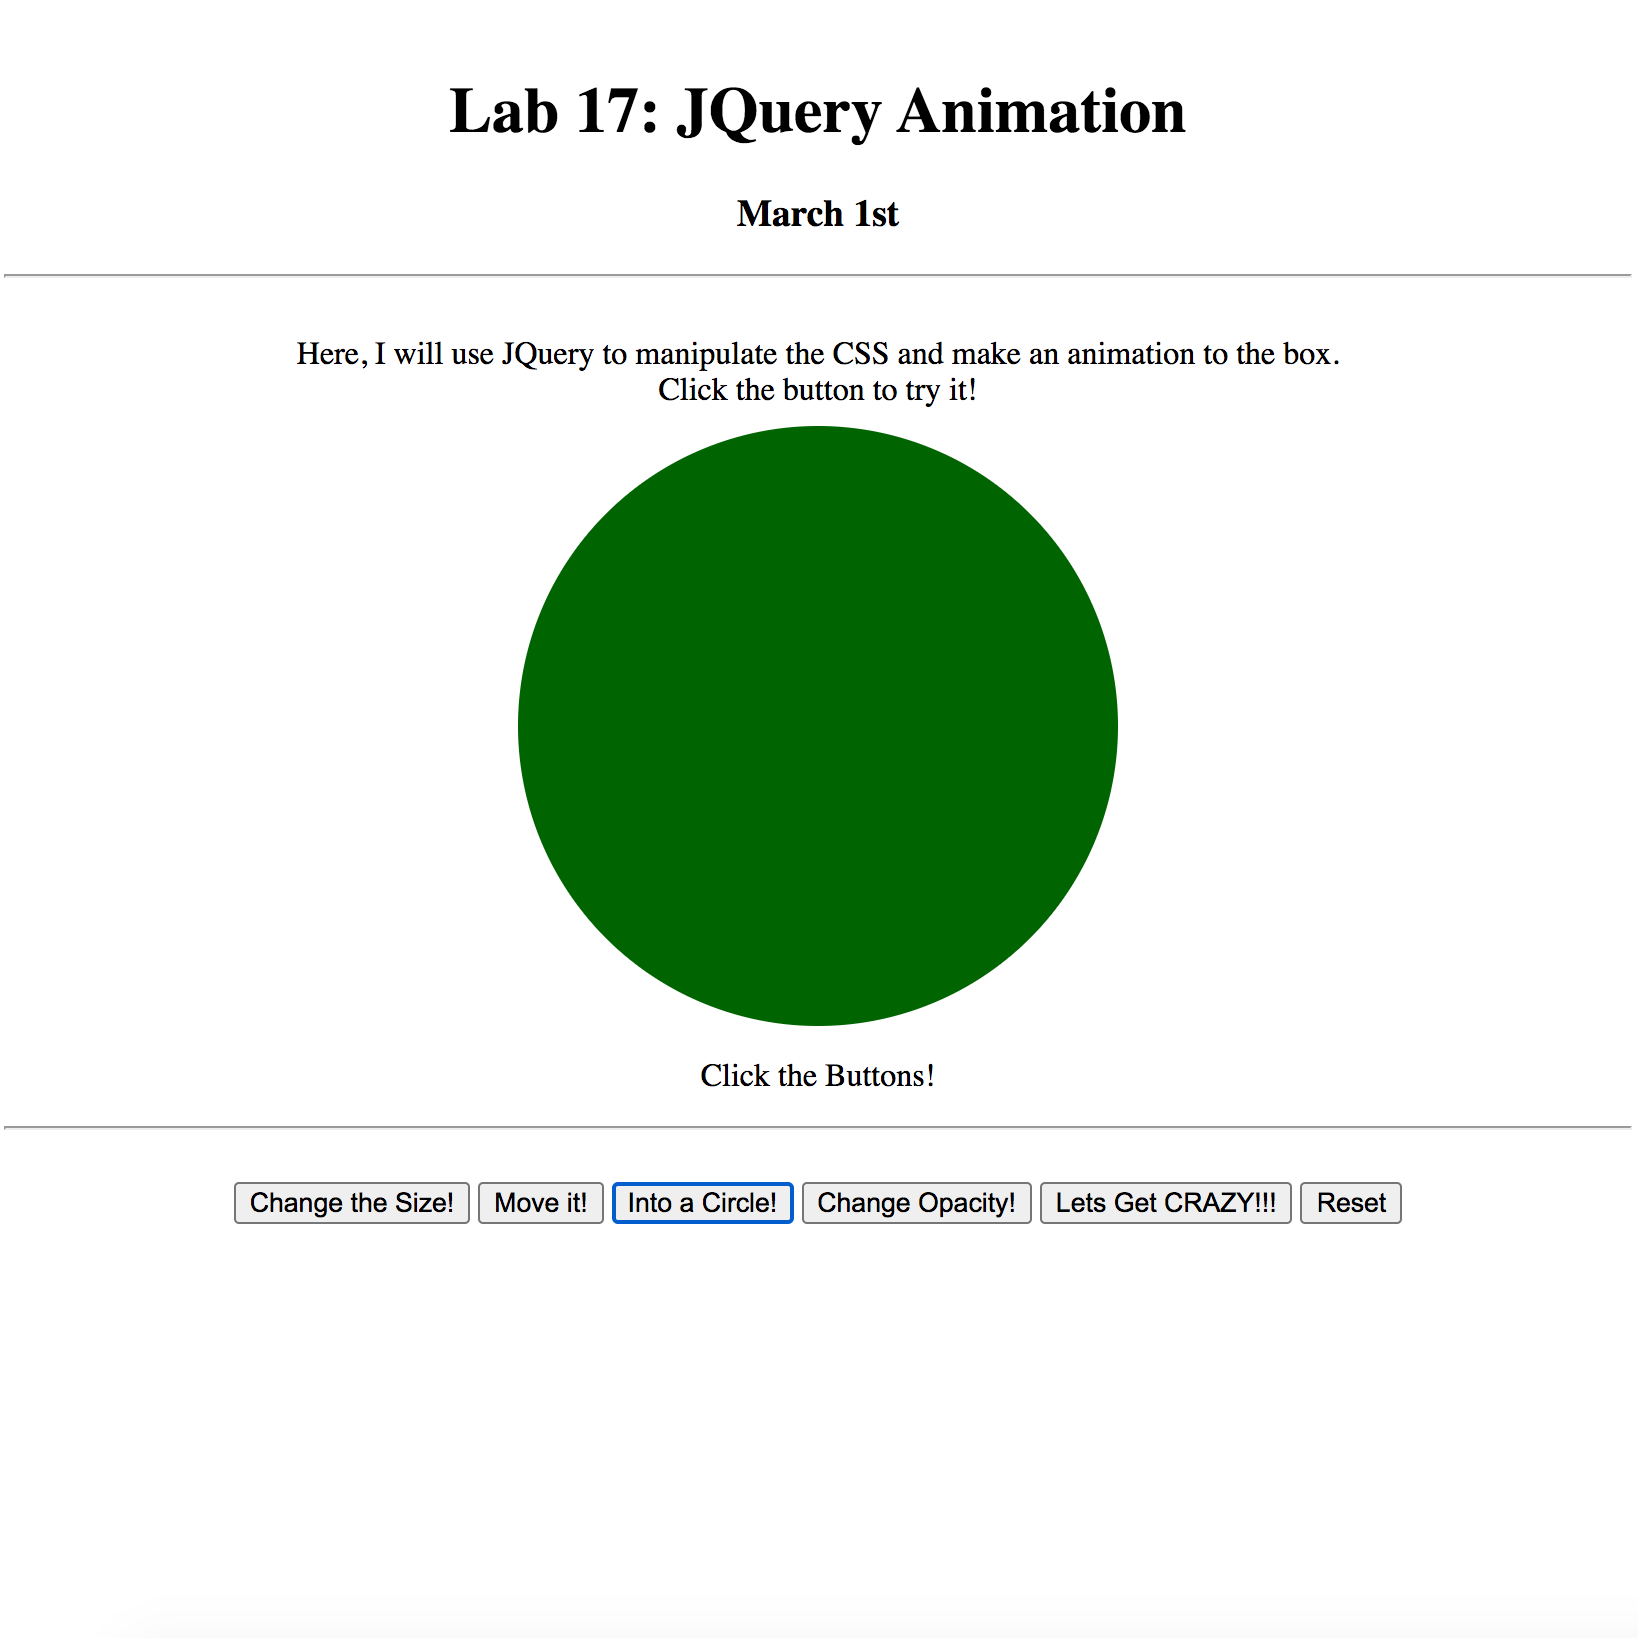 Lab 17: JQuery Animation
March 1st
Here, I will use JQuery to manipulate the CSS and make an animation to the box.
Click the button to try it!
Click the Buttons!
Change the Size! Move it! Into a Circle! Change Opacity! Lets Get CRAZY!!! Reset